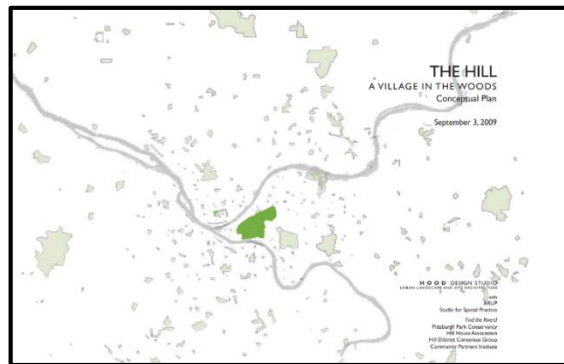 THE HILL
A VILLAGE IN THE WOODS
Conceptual Plan
September 3, 2009
HOOD DESIGN STUDIO
URBAN LANDSCAPE AND SITE ARCHITECTURE
with
ARUP
Studio for Spatial Practice
Find the Rivers!
Pittsburgh Park Conservancy
Hill House Association
Hill District Consensus Group
Community Partners Institute